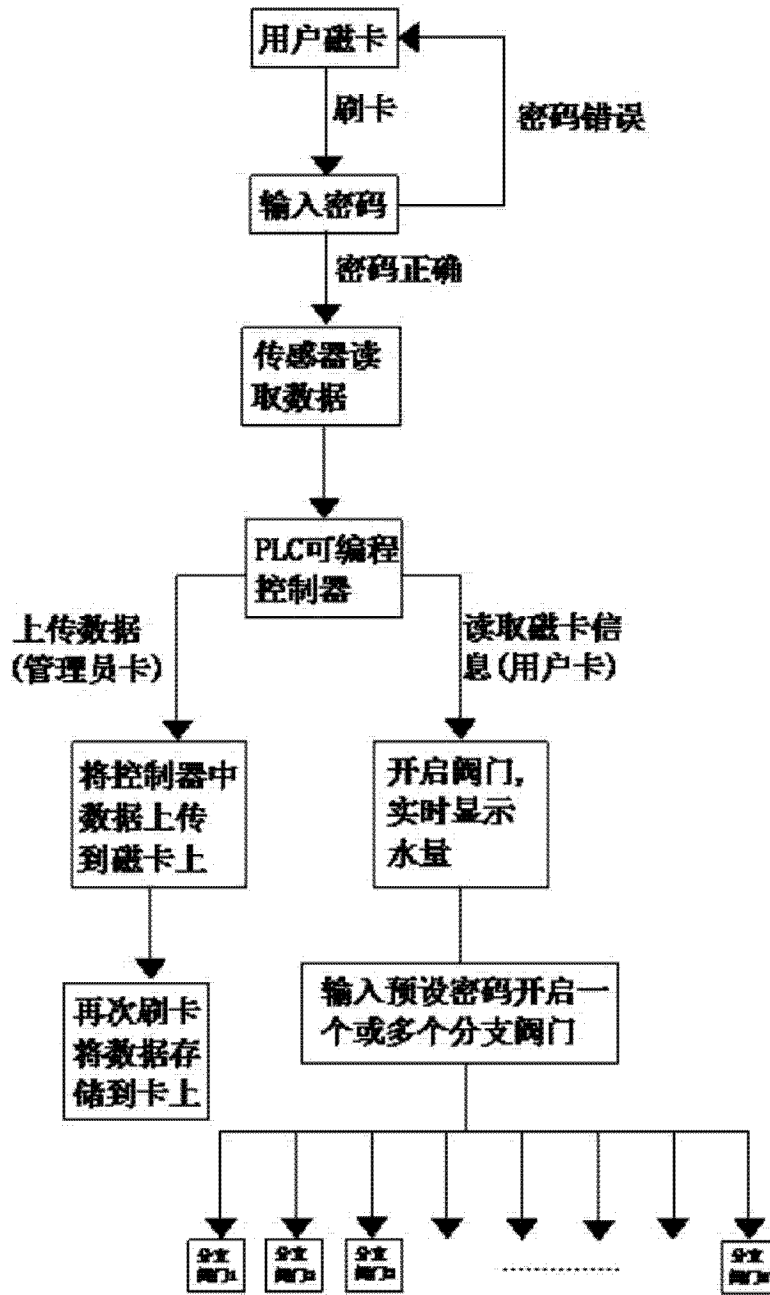 用户磁卡
刷卡
密码错误
输入密码
密码正确
传感器读
取数据
PLC可编程
控制器
上传数据
(管理员卡)
读取磁卡信
息(用户卡)
将控制器中
数据上传
到磁卡上
开启阀门,
实时显示
水量
再次刷卡
将数据存
储到卡上
输入预设密码开启一
个或多个分支阀门
分支
阀门1
分支
阀门2
分支
阀门3
分支
阀门